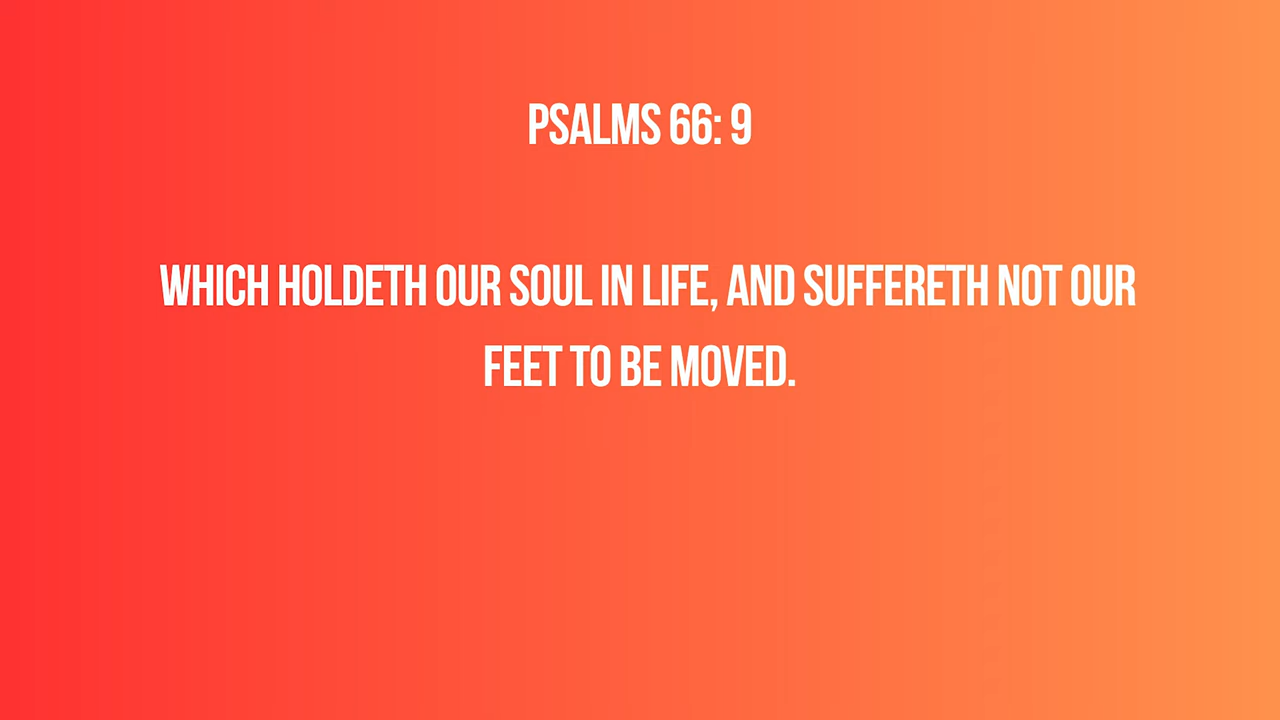 PSALMS 66: 9
WHICH HOLDETH OUR SOUL IN LIFE, AND SUFFERETH NOT OUR
FEET TO BE MOVED.